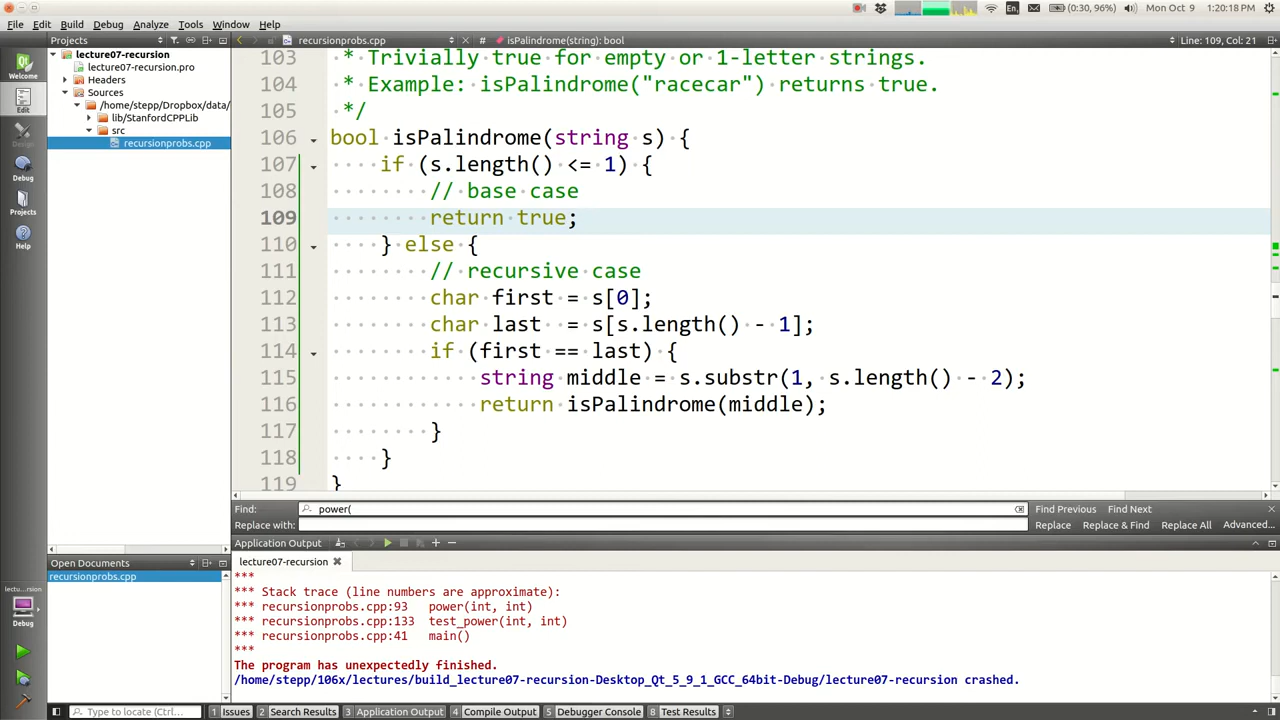 En
(0:30, 96%)
Mon Oct 9
1:20:18 PM
File Edit Build Debug Analyze Tools Window Help
Projects
recursionprobs.cpp
# isPalindrome(string): bool
Line: 109, Col: 21
Qt
Welcome
Edit
Design
Debug
Projects
Help
lecture07-recursion
lecture07-recursion.pro
Headers
Sources
/home/stepp/Dropbox/data/
lib/StanfordCPPLib
src
recursionprobs.cpp
103 * Trivially true for empty or 1-letter strings.
104 * Example: isPalindrome("racecar") returns true.
105 */
106 bool isPalindrome(string s) {
107 if (s.length() <= 1) {
108 // base case
109 return true;
110 } else {
111 // recursive case
112 char first = s[0];
113 char last  = s[s.length() - 1];
114 if (first == last) {
115 string middle = s.substr(1, s.length() - 2);
116 return isPalindrome(middle);
117 }
118 }
119 }
Find: power( Find Previous Find Next
Replace with: Replace Replace & Find Replace All Advanced...
Application Output
lecture07-recursion
***
*** Stack trace (line numbers are approximate):
*** recursionprobs.cpp:93 power(int, int)
*** recursionprobs.cpp:133 test_power(int, int)
*** recursionprobs.cpp:41 main()
***
The program has unexpectedly finished.
/home/stepp/106x/lectures/build_lecture07-recursion-Desktop_Qt_5_9_1_GCC_64bit-Debug/lecture07-recursion crashed.
Open Documents
recursionprobs.cpp
lectu...ursion
Debug
Type to locate (Ctrl...
1 Issues 2 Search Results 3 Application Output 4 Compile Output 5 Debugger Console 8 Test Results